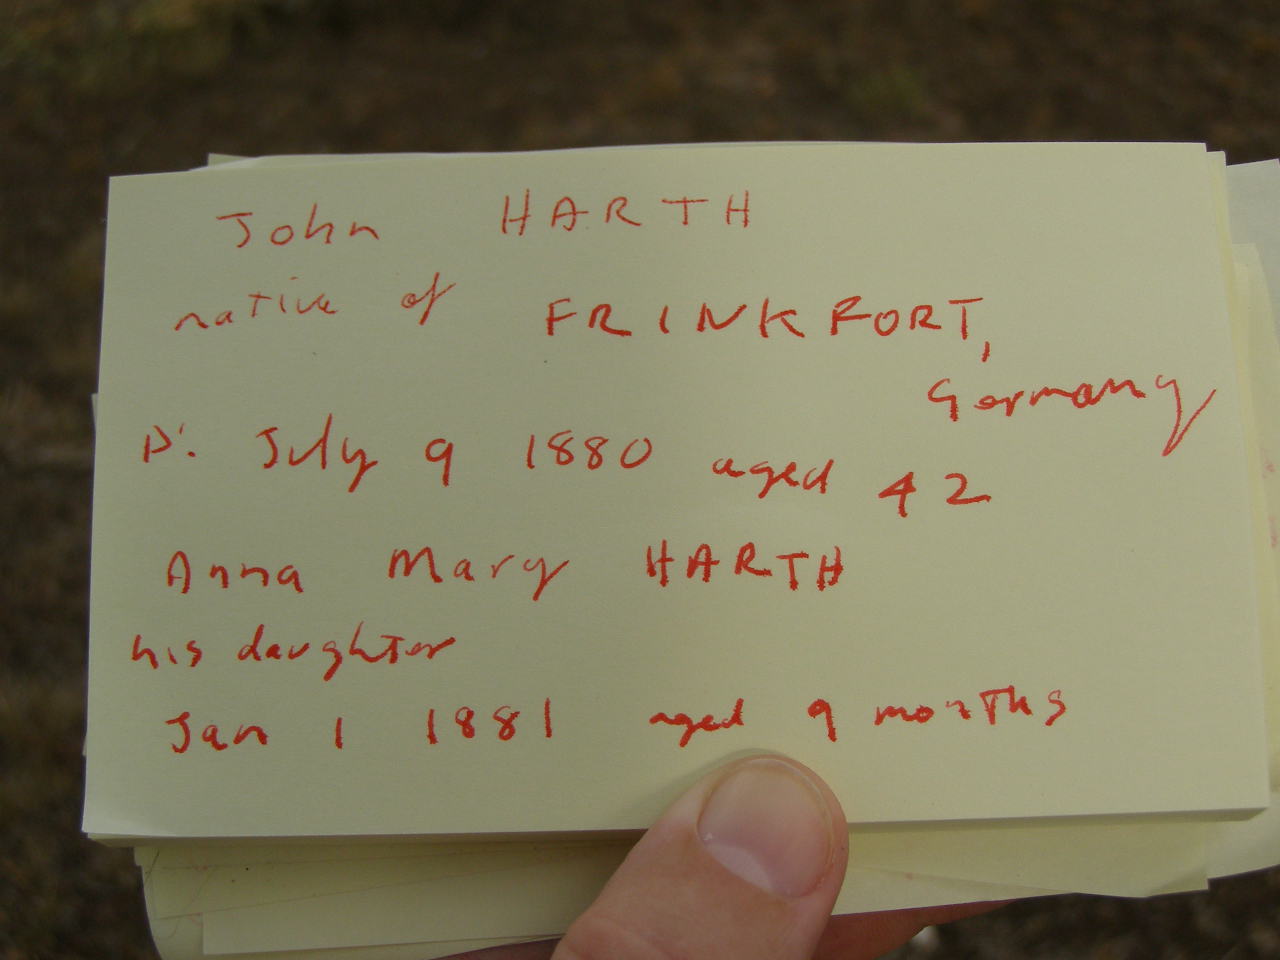 John HARTH
native of FRINKFORT,
Germany
D. July 9 1880 aged 42
Anna Mary HARTH
his daughter
Jan 1 1881 aged 9 months